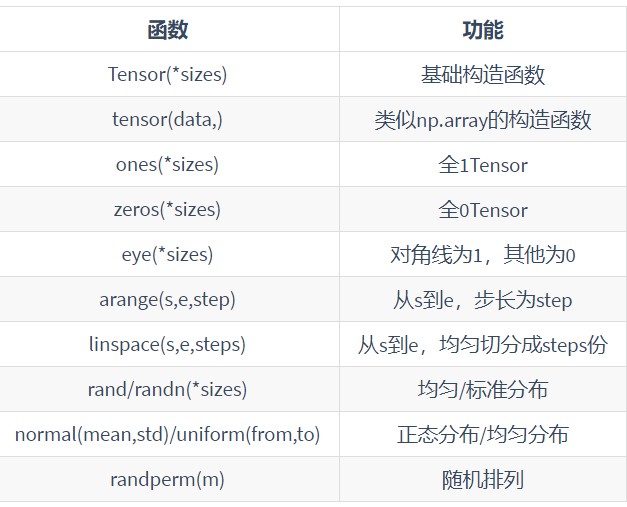 函数 功能
Tensor(*sizes) 基础构造函数
tensor(data,) 类似np.array的构造函数
ones(*sizes) 全1Tensor
zeros(*sizes) 全0Tensor
eye(*sizes) 对角线为1，其他为0
arange(s,e,step) 从s到e，步长为step
linspace(s,e,steps) 从s到e，均匀切分成steps份
rand/randn(*sizes) 均匀/标准分布
normal(mean,std)/uniform(from,to) 正态分布/均匀分布
randperm(m) 随机排列